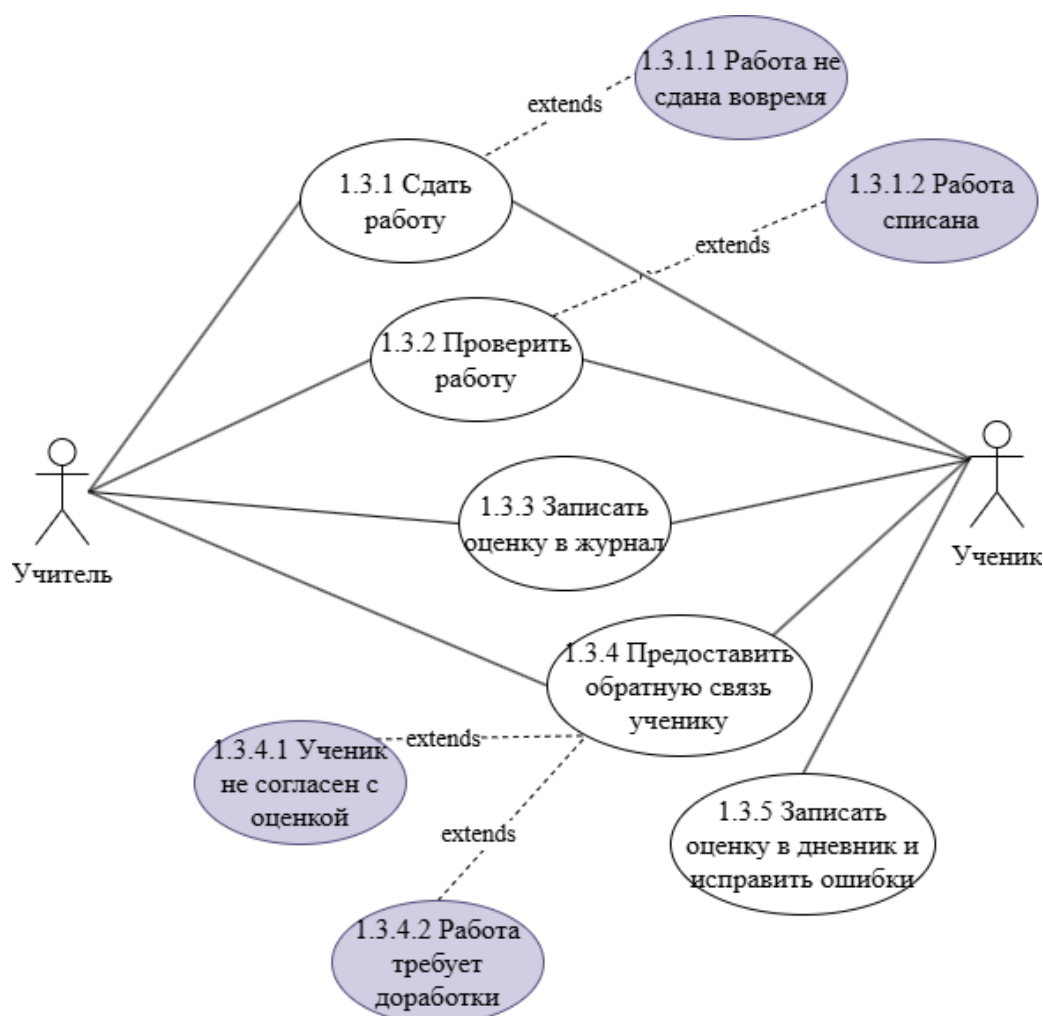 1.3.1.1 Работа не
сдана вовремя
extends
1.3.1 Сдать
работу
1.3.1.2 Работа
списана
extends
1.3.2 Проверить
работу
1.3.3 Записать
оценку в журнал
Учитель
Ученик
1.3.4 Предоставить
обратную связь
ученику
1.3.4.1 Ученик
не согласен с
оценкой
extends
1.3.5 Записать
оценку в дневник и
исправить ошибки
extends
1.3.4.2 Работа
требует
доработки